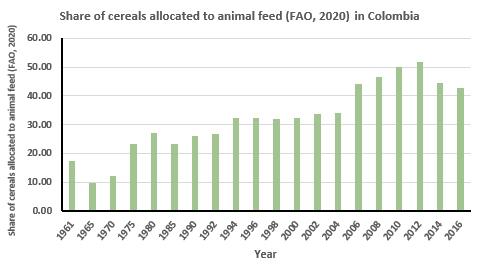 Share of cereals allocated to animal feed (FAO, 2020) in Colombia
Share of cereals allocated to animal feed (FAO, 2020)
60.00
50.00
40.00
30.00
20.00
10.00
0.00
1961 1965 1970 1975 1980 1985 1990 1992 1994 1996 1998 2000 2002 2004 2006 2008 2010 2012 2014 2016
Year